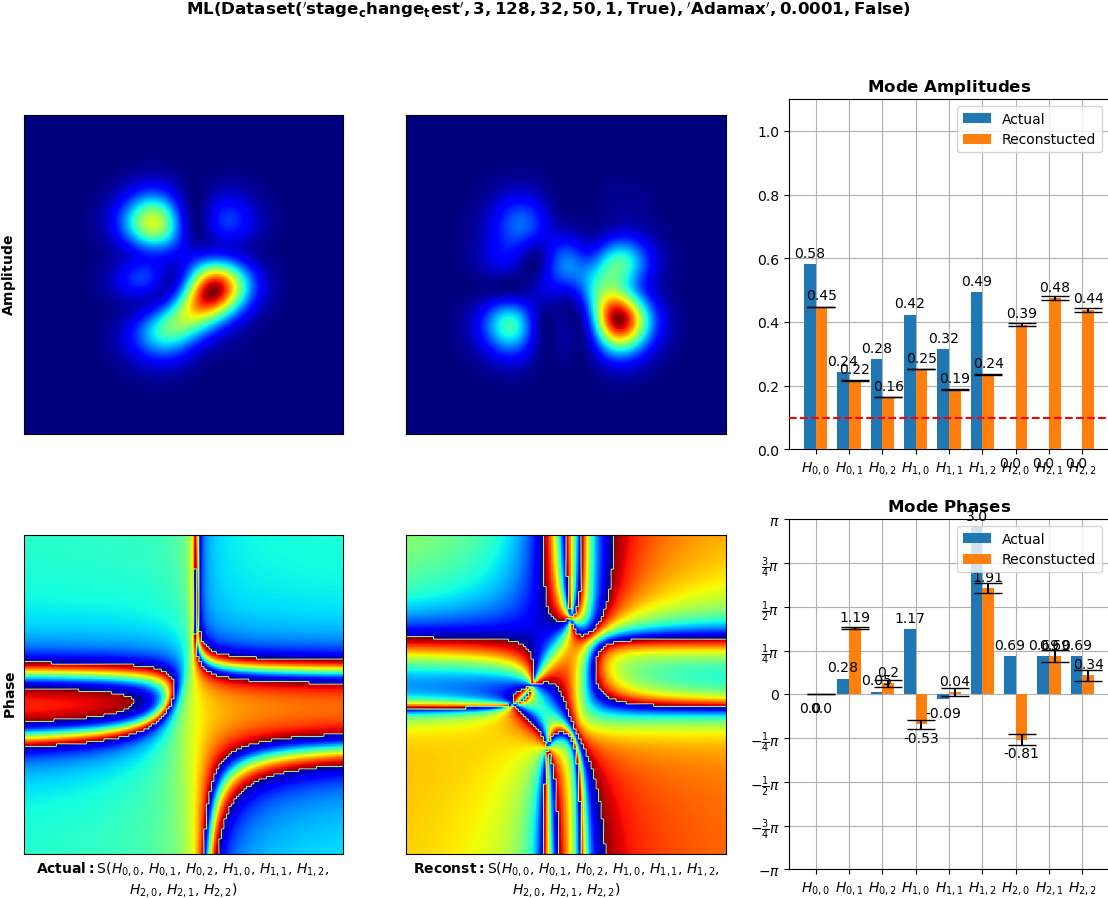 ML(Dataset('stage_change_test', 3, 128, 32, 50, 1, True), 'Adamax', 0.0001, False)
Amplitude
Mode Amplitudes
Actual
Reconstucted
1.0
0.8
0.6
0.4
0.2
0.0
0.58
0.45
0.24
0.22
0.28
0.16
0.42
0.25
0.32
0.19
0.49
0.24
0.39
0.48
0.44
0.0 0.0 0.0
H0,0 H0,1 H0,2 H1,0 H1,1 H1,2 H2,0 H2,1 H2,2
Phase
Mode Phases
Actual
Reconstucted
π
3/4π
1/2π
1/4π
0
−1/4π
−1/2π
−3/4π
−π
0.0
0.0
0.28
1.19
0.2
1.17
-0.53
-0.09
0.04
3.0
1.91
0.69
-0.81
0.69
0.69
0.34
H0,0 H0,1 H0,2 H1,0 H1,1 H1,2 H2,0 H2,1 H2,2
Actual: S(H0,0, H0,1, H0,2, H1,0, H1,1, H1,2,
H2,0, H2,1, H2,2)
Reconst: S(H0,0, H0,1, H0,2, H1,0, H1,1, H1,2,
H2,0, H2,1, H2,2)